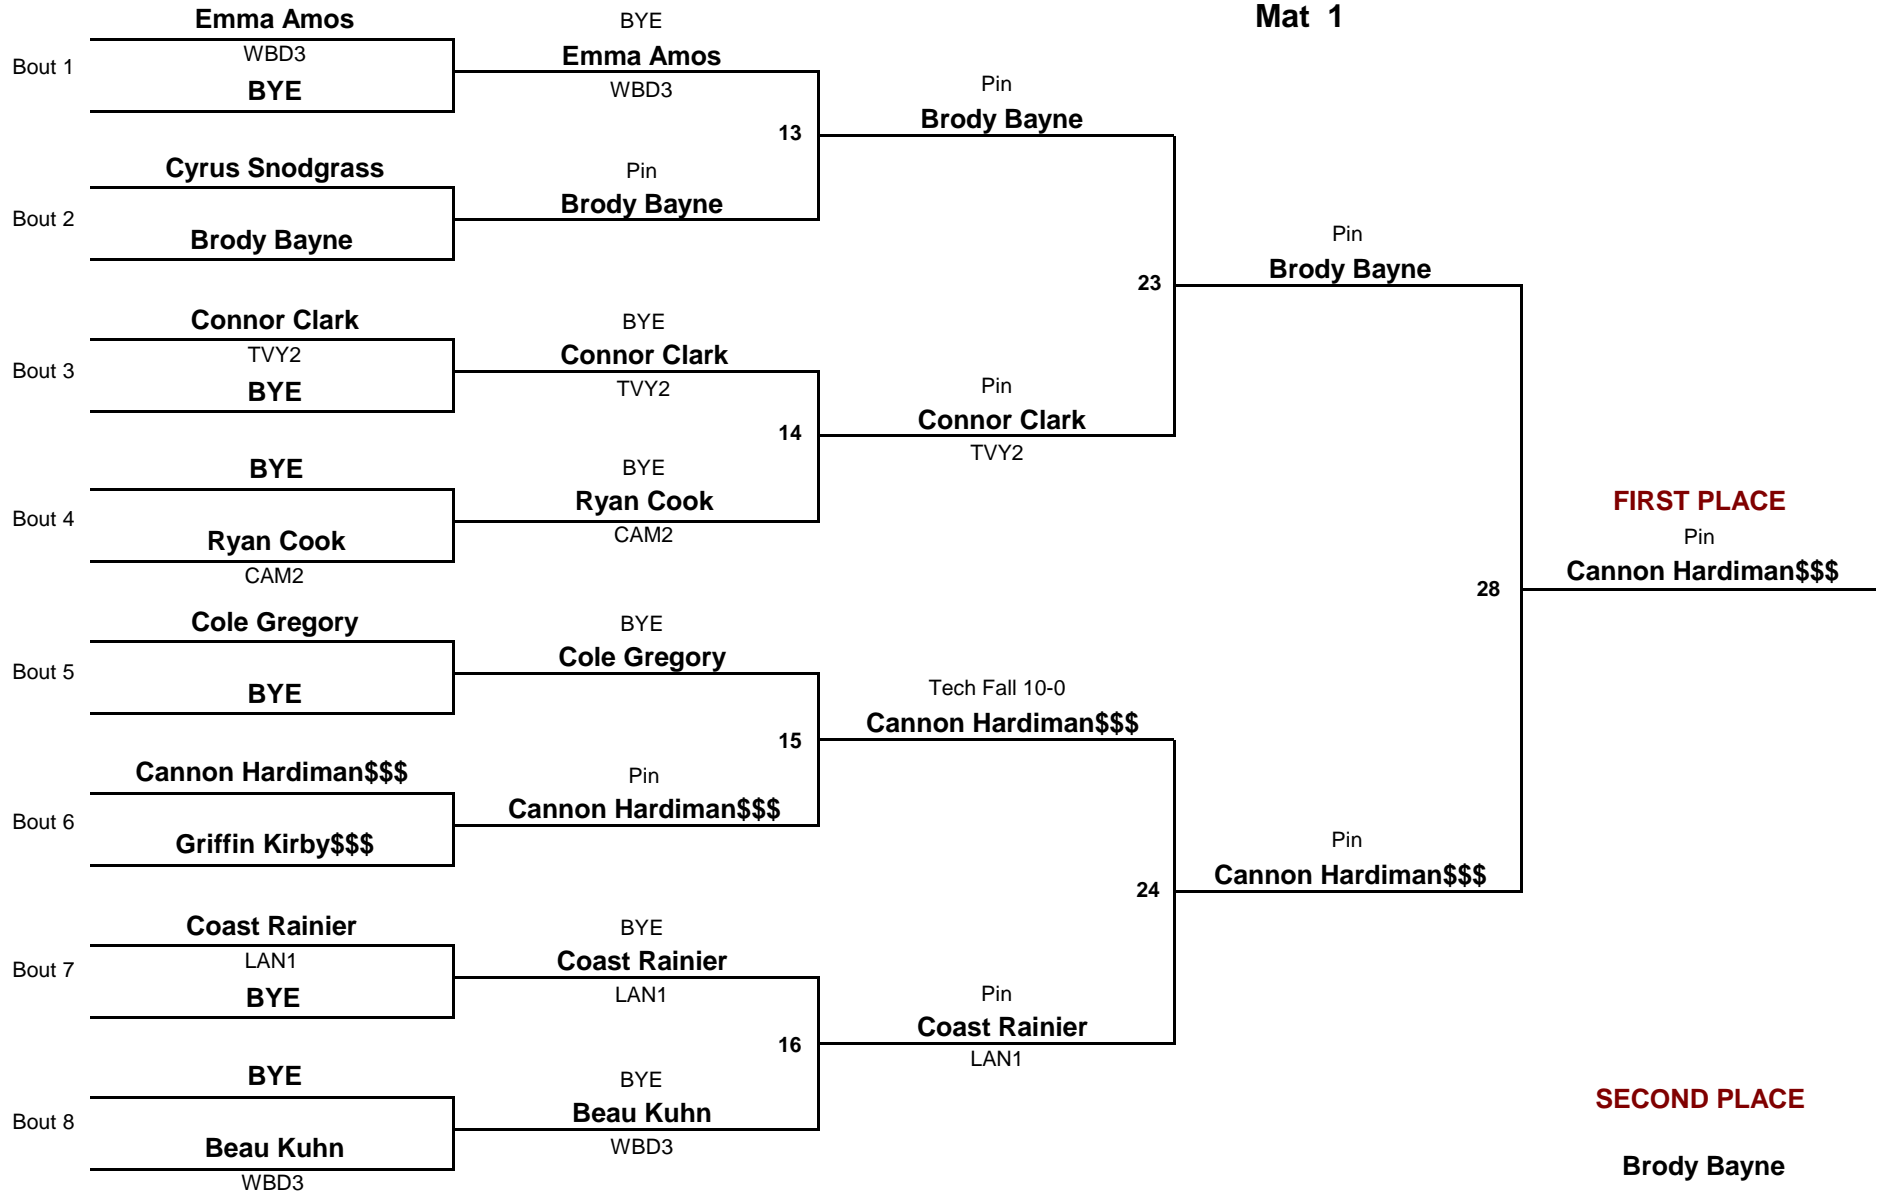 Mat 1
Emma Amos
Bout 1
WBD3
BYE
Cyrus Snodgrass
Bout 2
Brody Bayne
Connor Clark
Bout 3
TVY2
BYE
BYE
Bout 4
Ryan Cook
CAM2
Cole Gregory
Bout 5
BYE
Cannon Hardiman$$$
Bout 6
Griffin Kirby$$$
Coast Rainier
Bout 7
LAN1
BYE
BYE
Bout 8
Beau Kuhn
WBD3
BYE
Emma Amos
WBD3
13
Pin
Brody Bayne
BYE
Connor Clark
TVY2
14
BYE
Ryan Cook
CAM2
BYE
Cole Gregory
15
Pin
Cannon Hardiman$$$
BYE
Coast Rainier
LAN1
16
BYE
Beau Kuhn
WBD3
Pin
Brody Bayne
23
Pin
Connor Clark
TVY2
Tech Fall 10-0
Cannon Hardiman$$$
24
Pin
Coast Rainier
LAN1
Pin
Brody Bayne
28
Pin
Cannon Hardiman$$$
FIRST PLACE
Pin
Cannon Hardiman$$$
SECOND PLACE
Brody Bayne